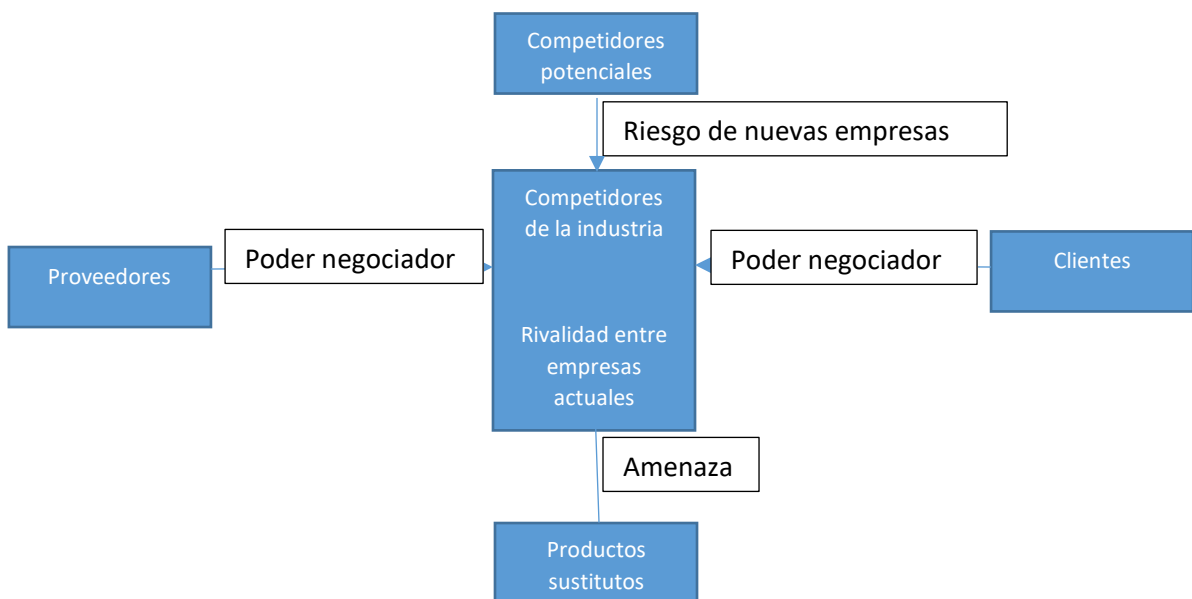 Competidores
potenciales
Riesgo de nuevas empresas
Competidores
de la industria
Poder negociador
Poder negociador
Proveedores
Clientes
Rivalidad entre
empresas
actuales
Amenaza
Productos
sustitutos